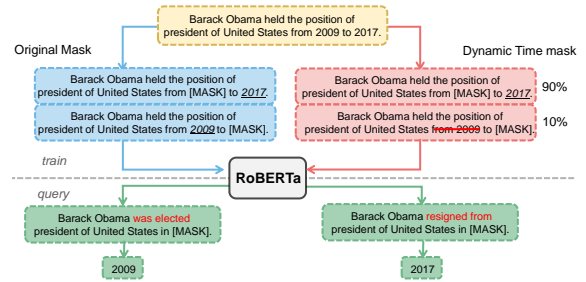 Barack Obama held the position of
president of United States from 2009 to 2017.
Original Mask
Dynamic Time mask
Barack Obama held the position of
president of United States from [MASK] to 2017.
Barack Obama held the position of
president of United States from 2009 to [MASK].
Barack Obama held the position of
president of United States from [MASK] to 2017.
90%
Barack Obama held the position of
president of United States from 2009 to [MASK].
10%
train
RoBERTa
query
Barack Obama was elected
president of United States in [MASK].
Barack Obama resigned from
president of United States in [MASK].
2009
2017